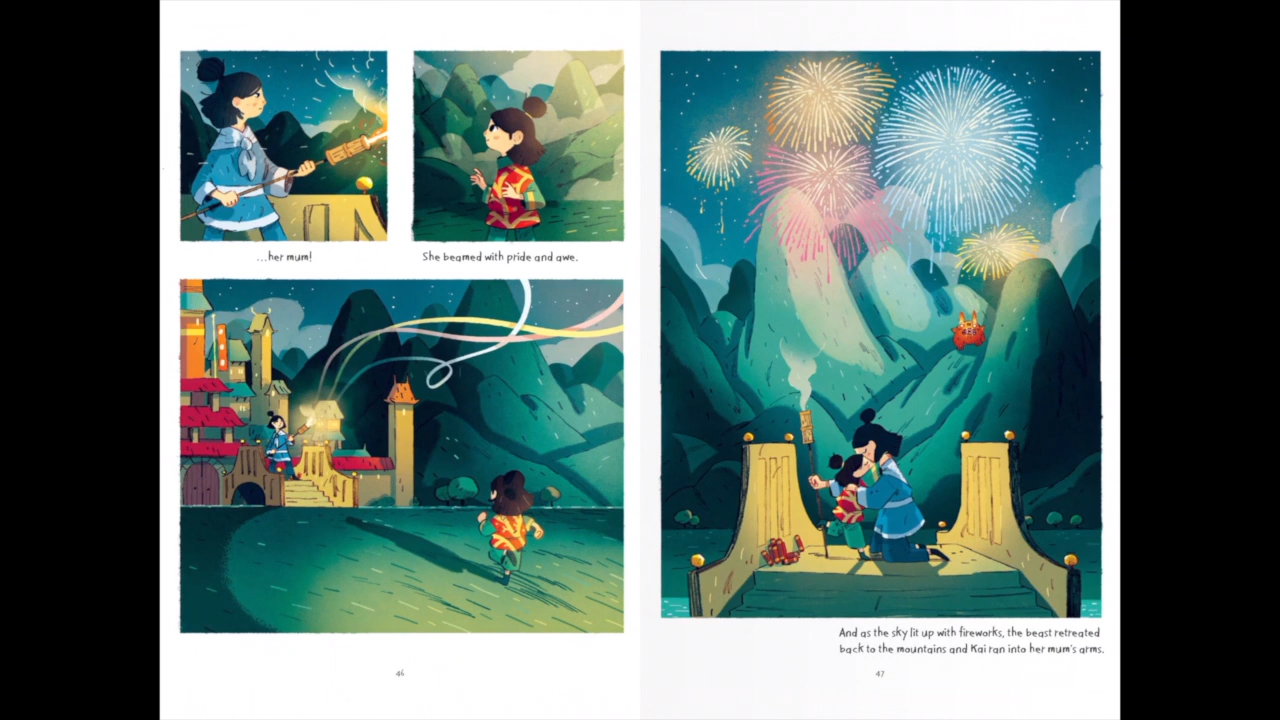 ...her mum!
She beamed with pride and awe.
46
And as the sky lit up with fireworks, the beast retreated
back to the mountains and Kai ran into her mum's arms.
47